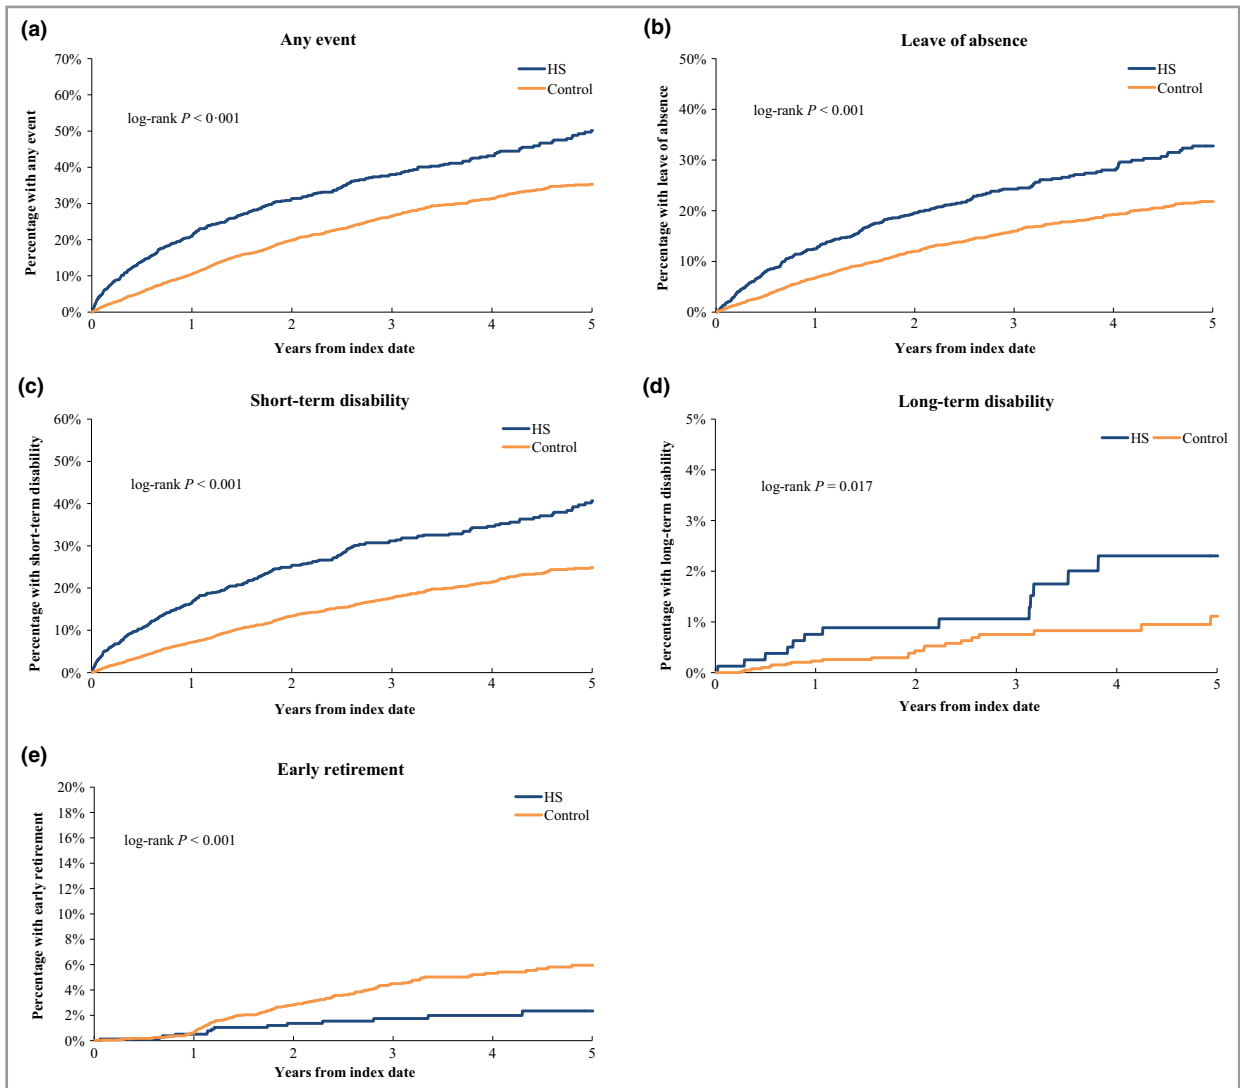 (a)
Any event
70%
60%
50%
40%
30%
20%
10%
0%
Percentage with any event
HS
Control
log-rank P < 0·001
0 1 2 3 4 5
Years from index date
(b)
Leave of absence
50%
40%
30%
20%
10%
0%
Percentage with leave of absence
HS
Control
log-rank P < 0.001
0 1 2 3 4 5
Years from index date
(c)
Short-term disability
60%
50%
40%
30%
20%
10%
0%
Percentage with short-term disability
HS
Control
log-rank P < 0.001
0 1 2 3 4 5
Years from index date
(d)
Long-term disability
5%
4%
3%
2%
1%
0%
Percentage with long-term disability
HS Control
log-rank P = 0.017
0 1 2 3 4 5
Years from index date
(e)
Early retirement
20%
18%
16%
14%
12%
10%
8%
6%
4%
2%
0%
Percentage with early retirement
HS
Control
log-rank P < 0.001
0 1 2 3 4 5
Years from index date